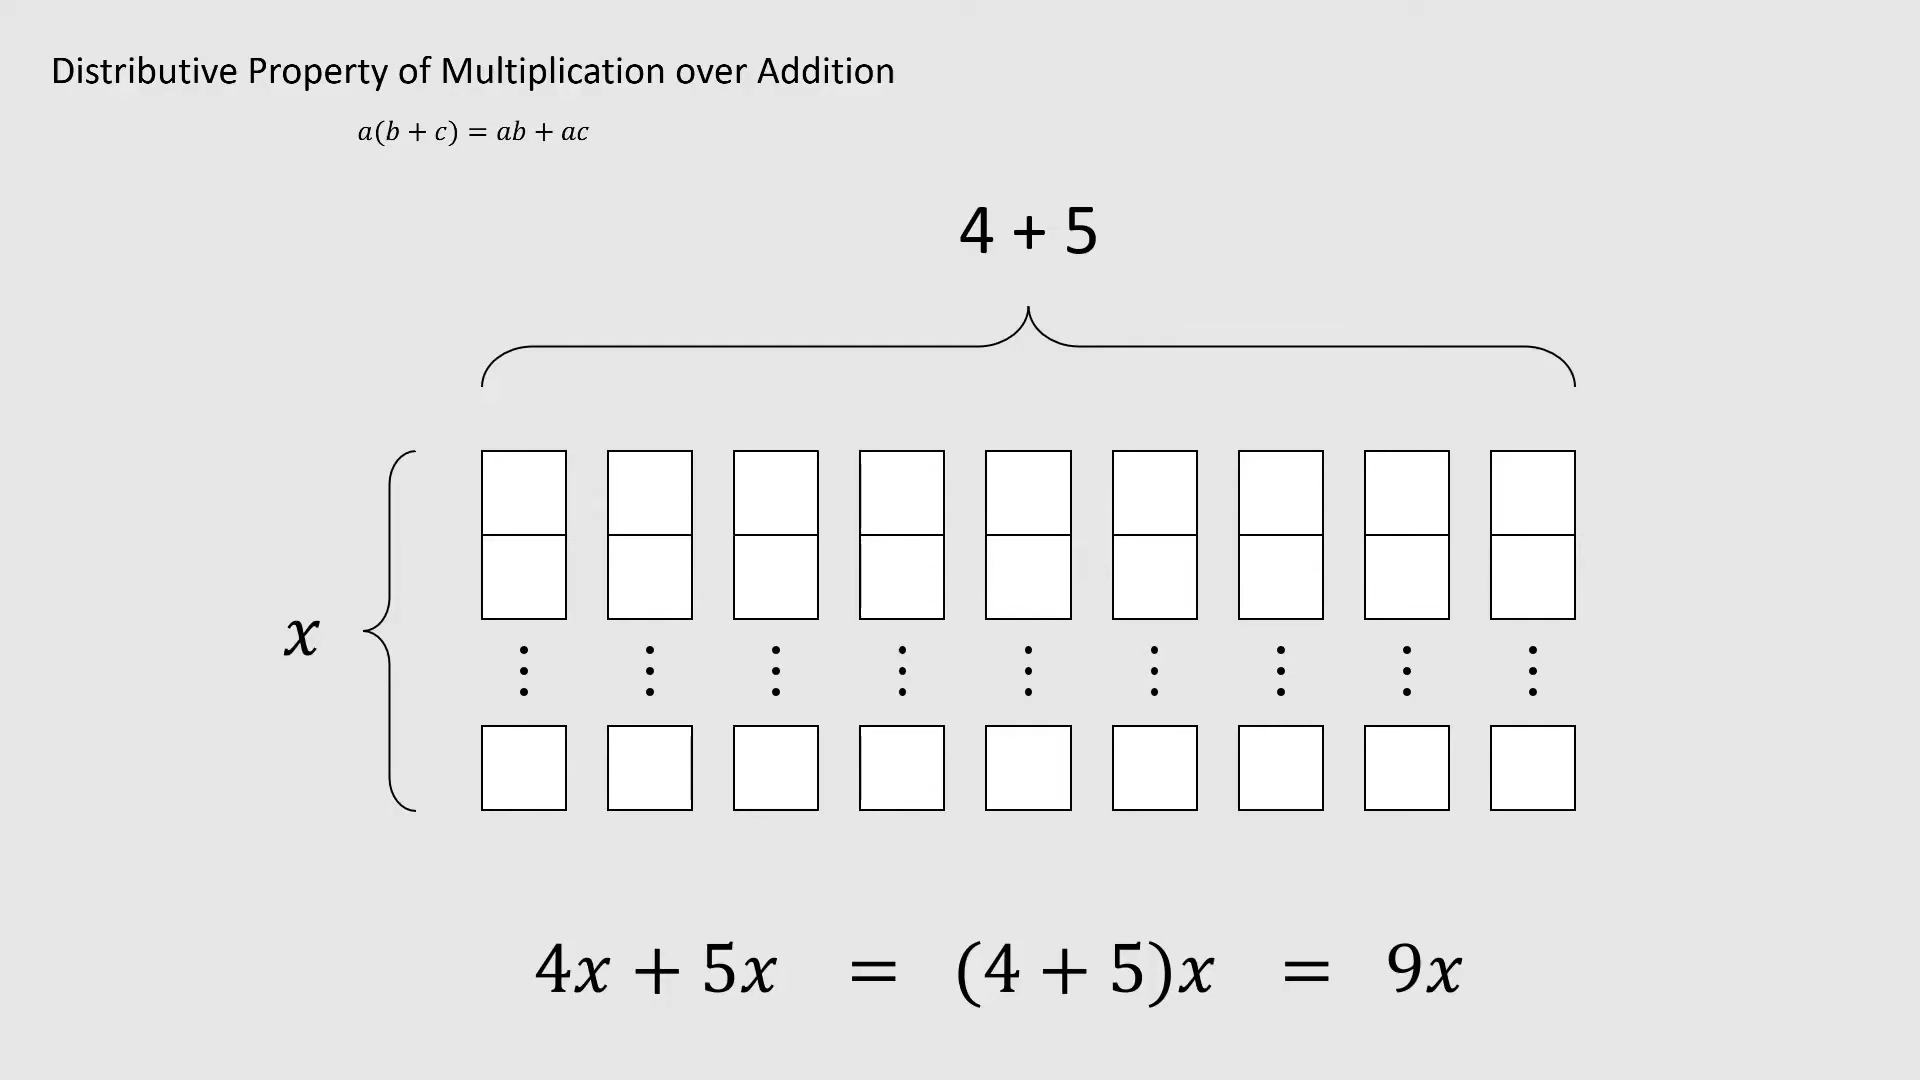 Distributive Property of Multiplication over Addition
a(b + c) = ab + ac
4 + 5
x
4x + 5x = (4 + 5)x = 9x